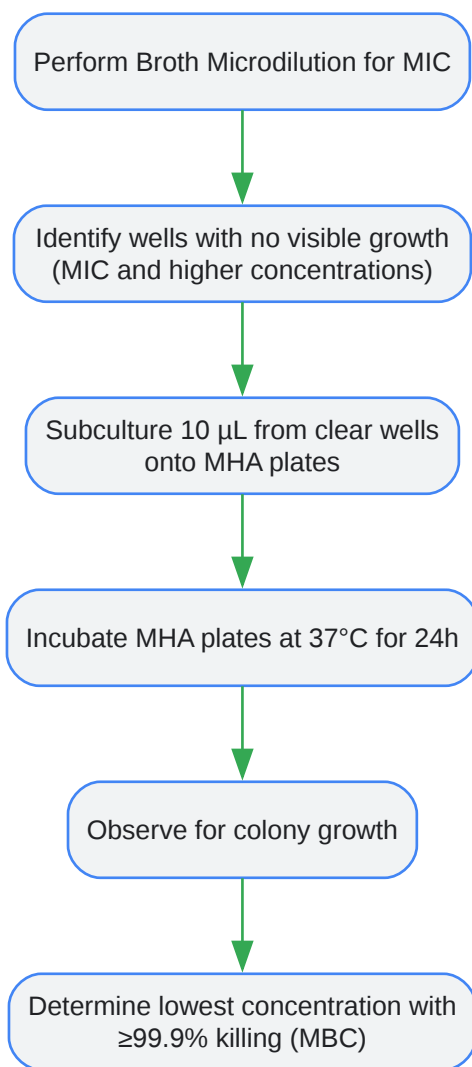 Perform Broth Microdilution for MIC
Identify wells with no visible growth
(MIC and higher concentrations)
Subculture 10 µL from clear wells
onto MHA plates
Incubate MHA plates at 37°C for 24h
Observe for colony growth
Determine lowest concentration with
≥99.9% killing (MBC)